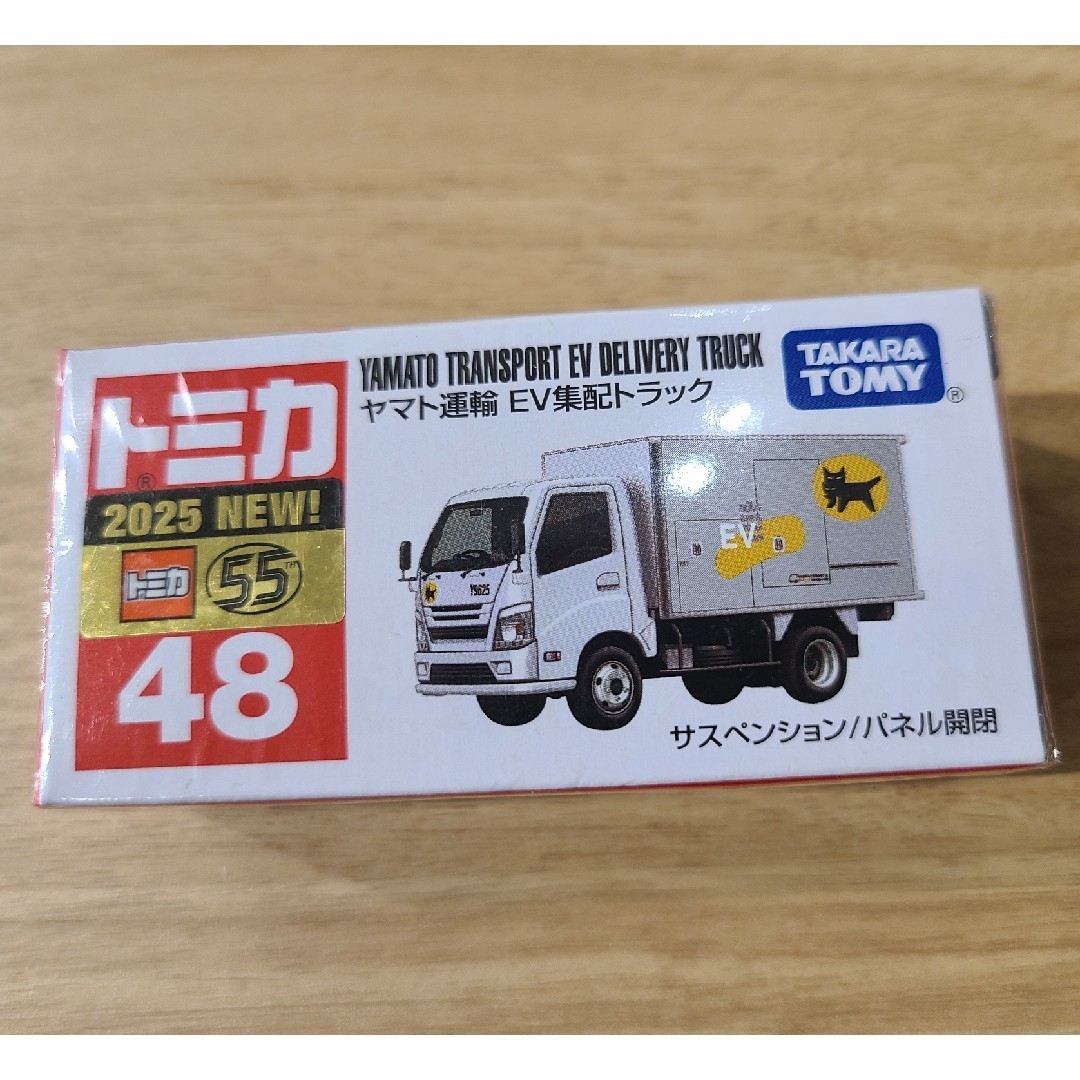 YAMATO TRANSPORT EV DELIVERY TRUCK
ヤマト運輸 EV集配トラック
TAKARA
TOMY
®
トミカ
®
2025 NEW!
トミカ
55TH
48
EV
Y9625
サスペンション/パネル開閉